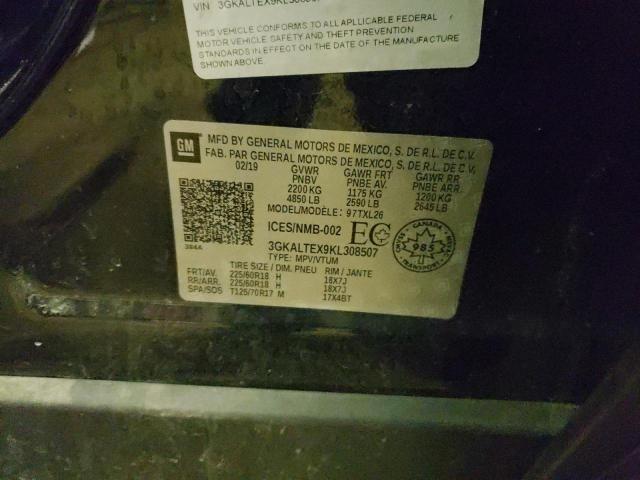 VIN 3GKALTEX9KL308507
THIS VEHICLE CONFORMS TO ALL APLLICABLE FEDERAL
MOTOR VEHICLE SAFETY AND THEFT PREVENTION
STANDARDS IN EFFECT ON THE DATE OF MANUFACTURE
SHOWN ABOVE.
GM
MFD BY GENERAL MOTORS DE MEXICO, S. DE R.L. DE C.V.
FAB. PAR GENERAL MOTORS DE MEXICO, S. DE R.L. DE C.V.
02/19 GVWR GAWR FRT GAWR RR
PNBV PNBE AV. PNBE ARR.
2200 KG 1175 KG 1200 KG
4850 LB 2590 LB 2645 LB
MODEL/MODÈLE: 97TXL26
ICES/NMB-002 EC
3GKALTEX9KL308507
TYPE: MPV/VTUM
CANADA
985
TIRE SIZE / DIM. PNEU RIM / JANTE
FRT/AV. 225/60R18 H 18X7J
RR/ARR. 225/60R18 H 18X7J
SPA/SDS T125/70R17 M 17X4BT